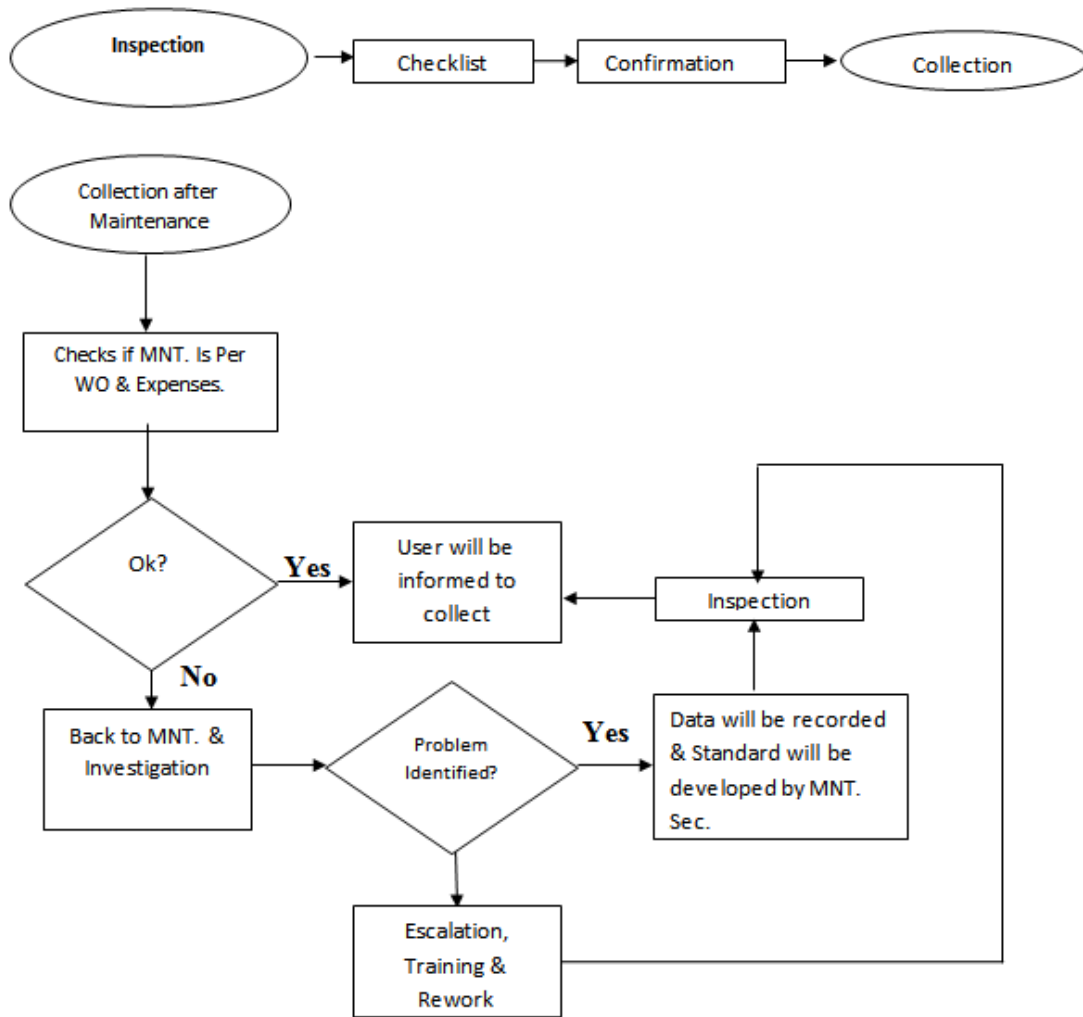 Inspection
Checklist
Confirmation
Collection
Collection after
Maintenance
Checks if MNT. Is Per
WO & Expenses.
Ok?
Yes
User will be
informed to
collect
Inspection
No
Back to MNT. &
Investigation
Problem
Identified?
Yes
Data will be recorded
& Standard will be
developed by MNT.
Sec.
Escalation,
Training &
Rework